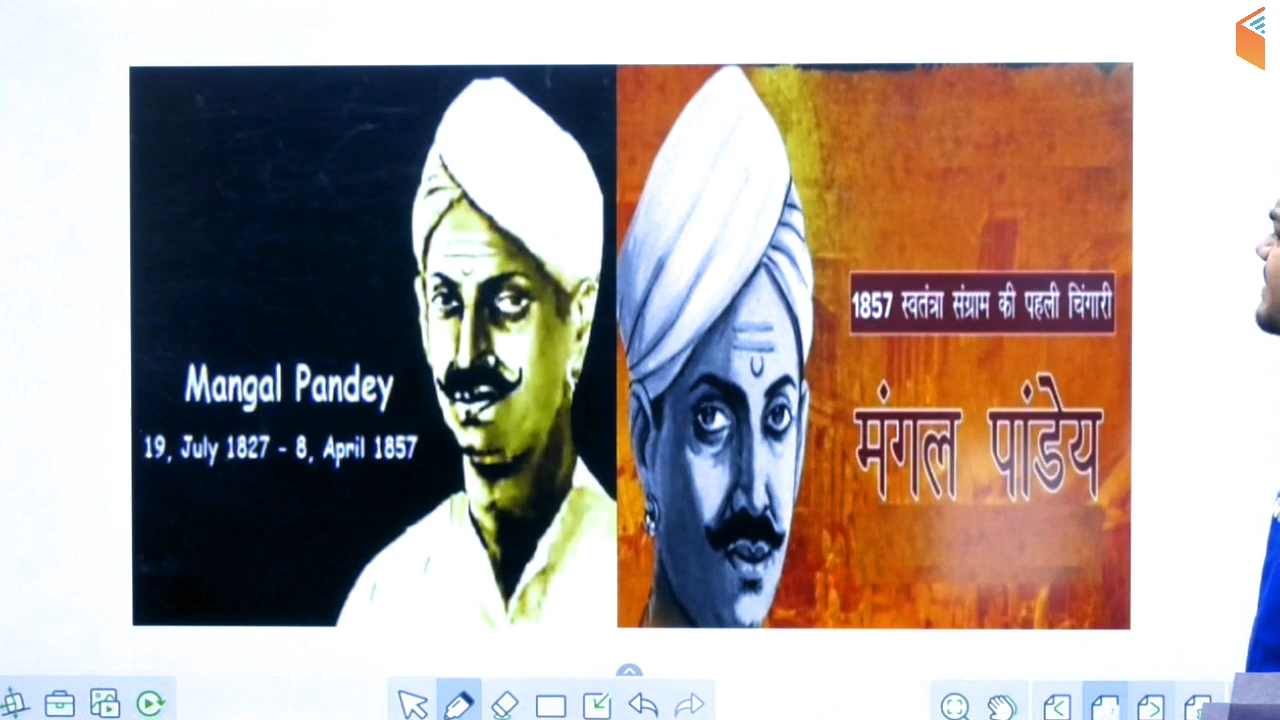 Mangal Pandey
19, July 1827 - 8, April 1857
1857 स्वतंत्रा संग्राम की पहली चिंगारी
मंगल पांडेय